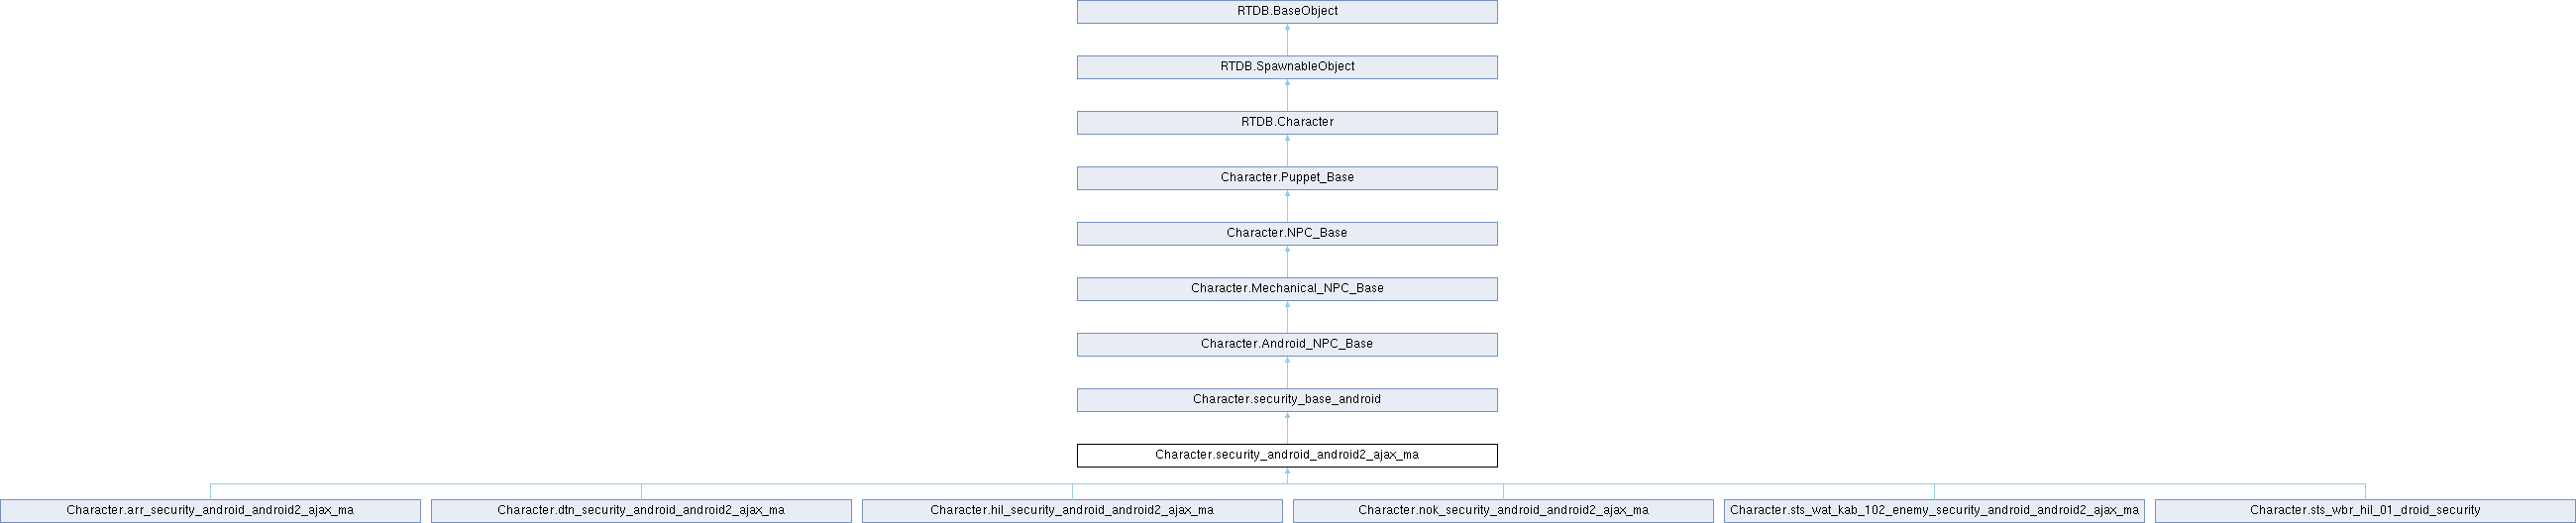 RTDB.BaseObject
RTDB.SpawnableObject
RTDB.Character
Character.Puppet_Base
Character.NPC_Base
Character.Mechanical_NPC_Base
Character.Android_NPC_Base
Character.security_base_android
Character.security_android_android2_ajax_ma
Character.arr_security_android_android2_ajax_ma
Character.dtn_security_android_android2_ajax_ma
Character.hil_security_android_android2_ajax_ma
Character.nok_security_android_android2_ajax_ma
Character.sts_wat_kab_102_enemy_security_android_android2_ajax_ma
Character.sts_wbr_hil_01_droid_security